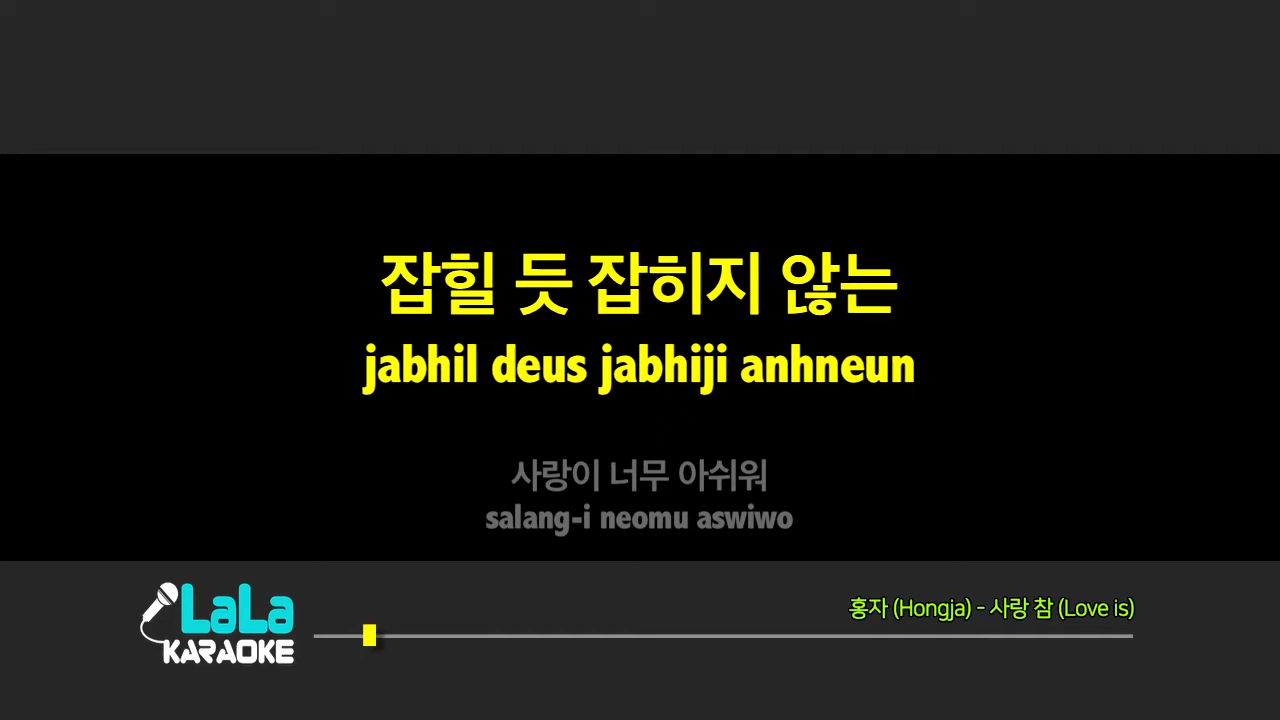 잡힐 듯 잡히지 않는
jabhil deus jabhiji anhneun
사랑이 너무 아쉬워
salang-i neomu aswiwo
홍자 (Hongja) - 사랑 참 (Love is)
LaLa
KARAOKE